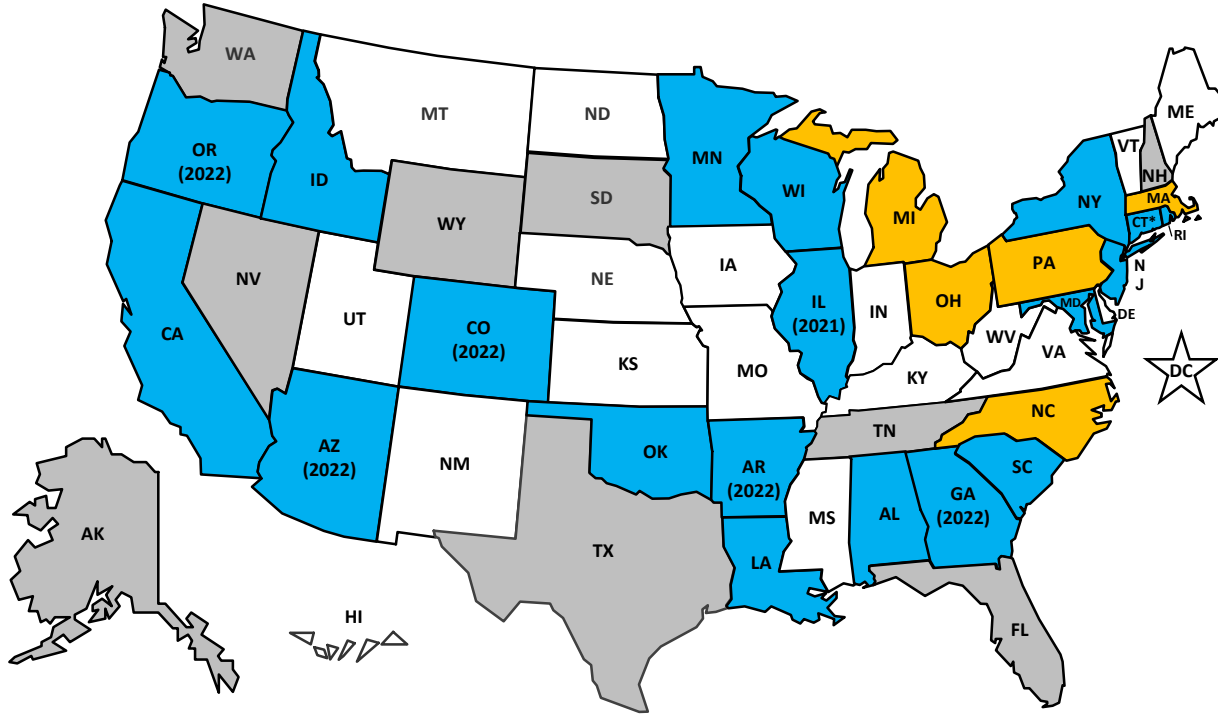 WA
MT
ND
MN
ME
VT
NH
OR
(2022)
ID
WI
NY
MA
SD
WY
MI
CT*
RI
NV
NE
IA
PA
N
J
UT
CO
(2022)
IL
(2021)
IN
OH
MD
DE
CA
KS
MO
WV
VA
DC
KY
NC
TN
AZ
(2022)
NM
OK
AR
(2022)
SC
MS
AL
GA
(2022)
AK
TX
LA
HI
FL